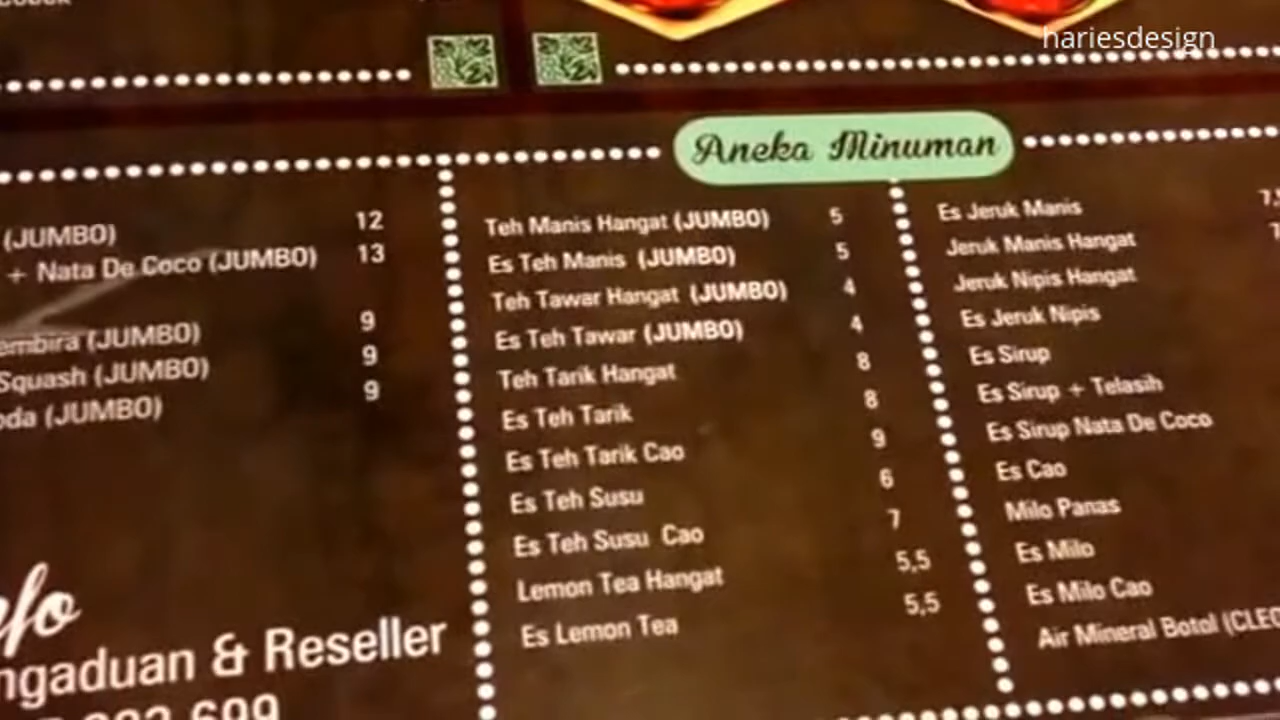 hariesdesign
Aneka Minuman
(JUMBO) 12
+ Nata De Coco (JUMBO) 13
(JUMBO) 9
Squash (JUMBO) 9
(JUMBO) 9
Teh Manis Hangat (JUMBO) 5
Es Teh Manis (JUMBO) 5
Teh Tawar Hangat (JUMBO) 4
Es Teh Tawar (JUMBO) 4
Teh Tarik Hangat 8
Es Teh Tarik 8
Es Teh Tarik Cao 9
Es Teh Susu 6
Es Teh Susu Cao 7
Lemon Tea Hangat 5,5
Es Lemon Tea 5,5
Es Jeruk Manis
Jeruk Manis Hangat
Jeruk Nipis Hangat
Es Jeruk Nipis
Es Sirup
Es Sirup + Telasih
Es Sirup Nata De Coco
Es Cao
Milo Panas
Es Milo
Es Milo Cao
Air Mineral Botol
& Reseller